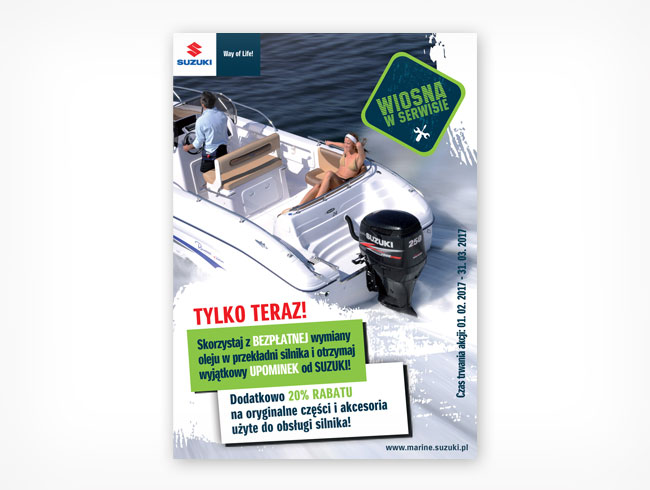 SUZUKI
Way of Life!
WIOSNA
W SERWISIE
SUZUKI
250
Czas trwania akcji: 01. 02. 2017 - 31. 03. 2017
TYLKO TERAZ!
Skorzystaj z BEZPŁATNEJ wymiany
oleju w przekładni silnika i otrzymaj
wyjątkowy UPOMINEK od SUZUKI!
Dodatkowo 20% RABATU
na oryginalne części i akcesoria
użyte do obsługi silnika!
www.marine.suzuki.pl